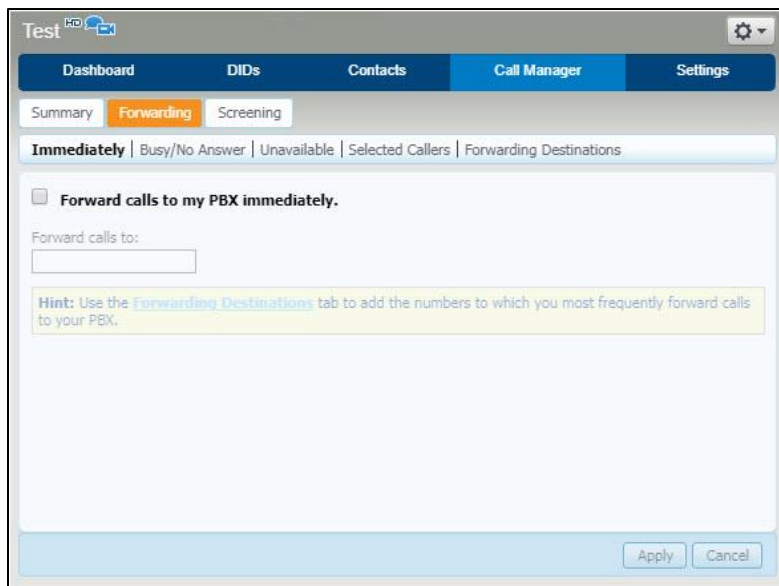 Test HD
Dashboard DIDs Contacts Call Manager Settings
Summary Forwarding Screening
Immediately | Busy/No Answer | Unavailable | Selected Callers | Forwarding Destinations
Forward calls to my PBX immediately.
Forward calls to:
Hint: Use the Forwarding Destinations tab to add the numbers to which you most frequently forward calls
to your PBX.
Apply Cancel